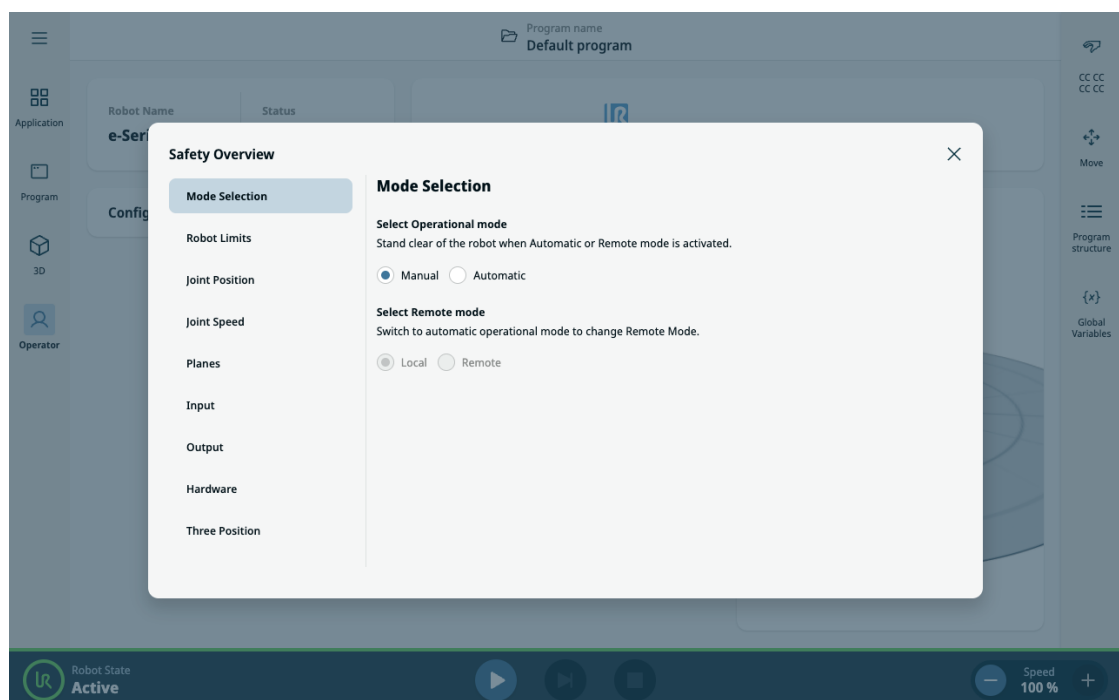 Program name
Default program
Application
Program
3D
Operator
Robot Name
e-Seri
Status
Config
Safety Overview
Mode Selection
Robot Limits
Joint Position
Joint Speed
Planes
Input
Output
Hardware
Three Position
Mode Selection
Select Operational mode
Stand clear of the robot when Automatic or Remote mode is activated.
Manual Automatic
Select Remote mode
Switch to automatic operational mode to change Remote Mode.
Local Remote
CC CC
CC CC
Move
Program
structure
{x}
Global
Variables
Robot State
Active
Speed
100 %